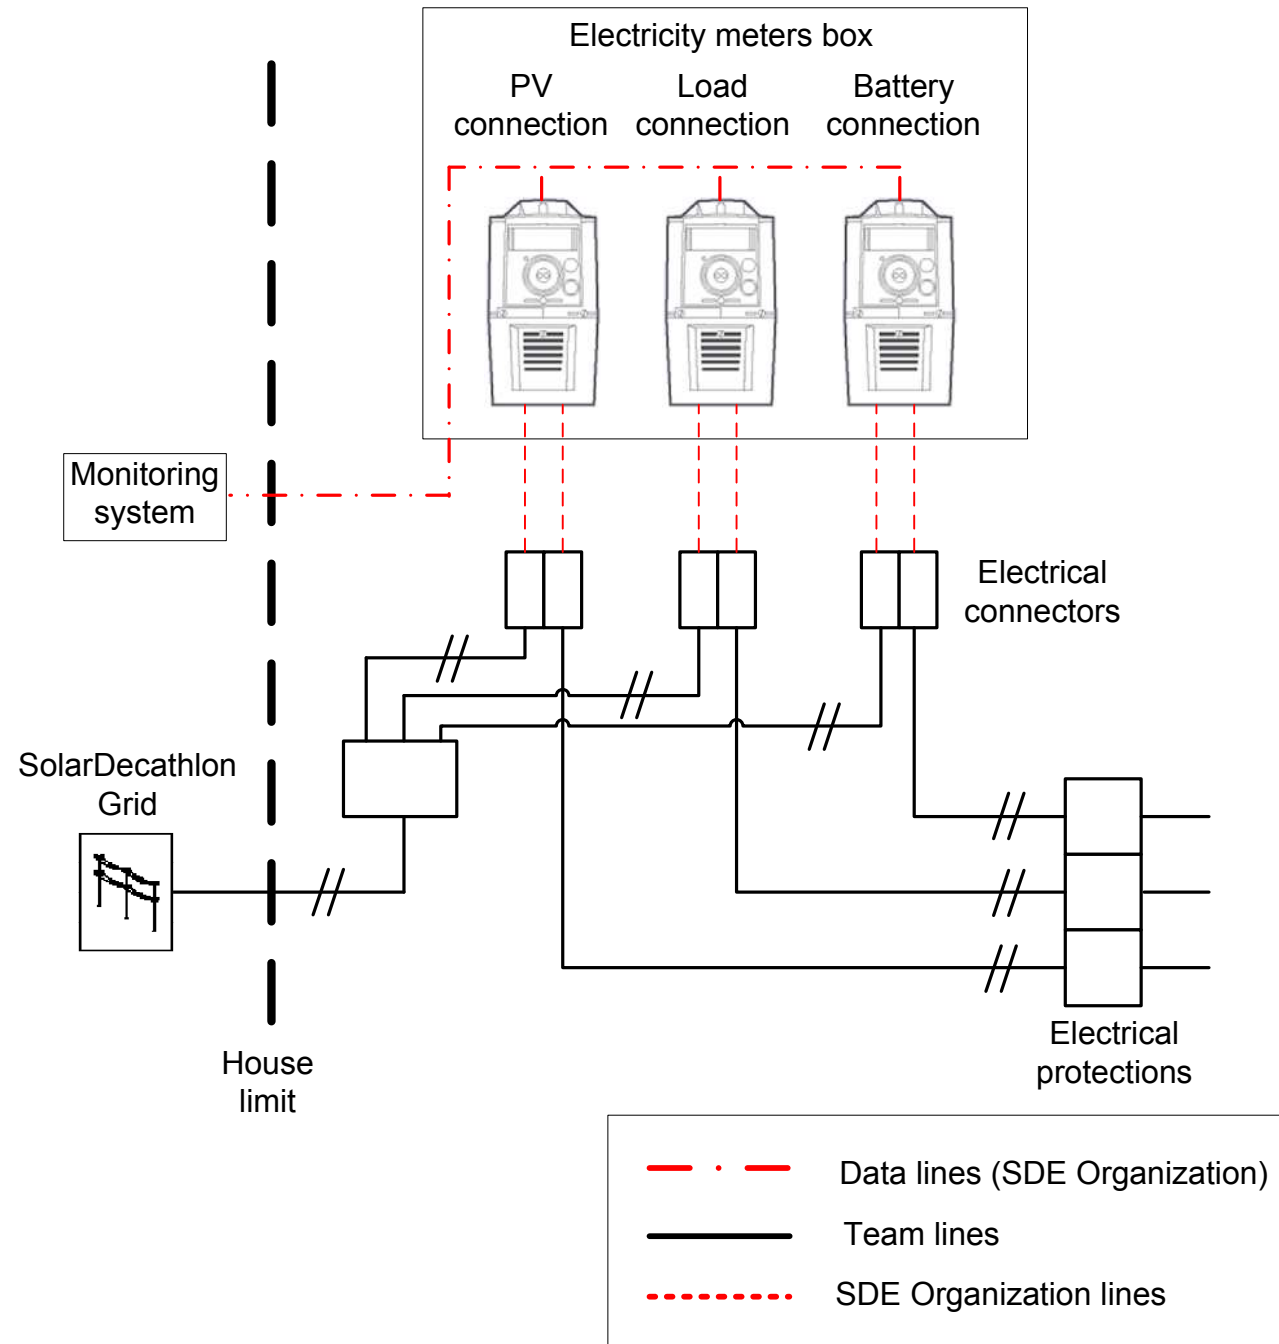 Electricity meters box
PV
connection
Load
connection
Battery
connection
Monitoring
system
Electrical
connectors
SolarDecathlon
Grid
House
limit
Electrical
protections
Data lines (SDE Organization)
Team lines
SDE Organization lines